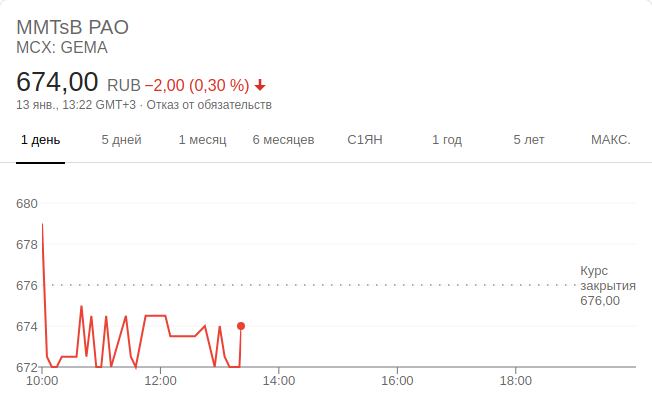 MMTsB PAO
MCX: GEMA
674,00 RUB −2,00 (0,30 %)
13 янв., 13:22 GMT+3 · Отказ от обязательств
1 день 5 дней 1 месяц 6 месяцев С1ЯН 1 год 5 лет МАКС.
680
678
676
674
672
Курс
закрытия
676,00
10:00 12:00 14:00 16:00 18:00